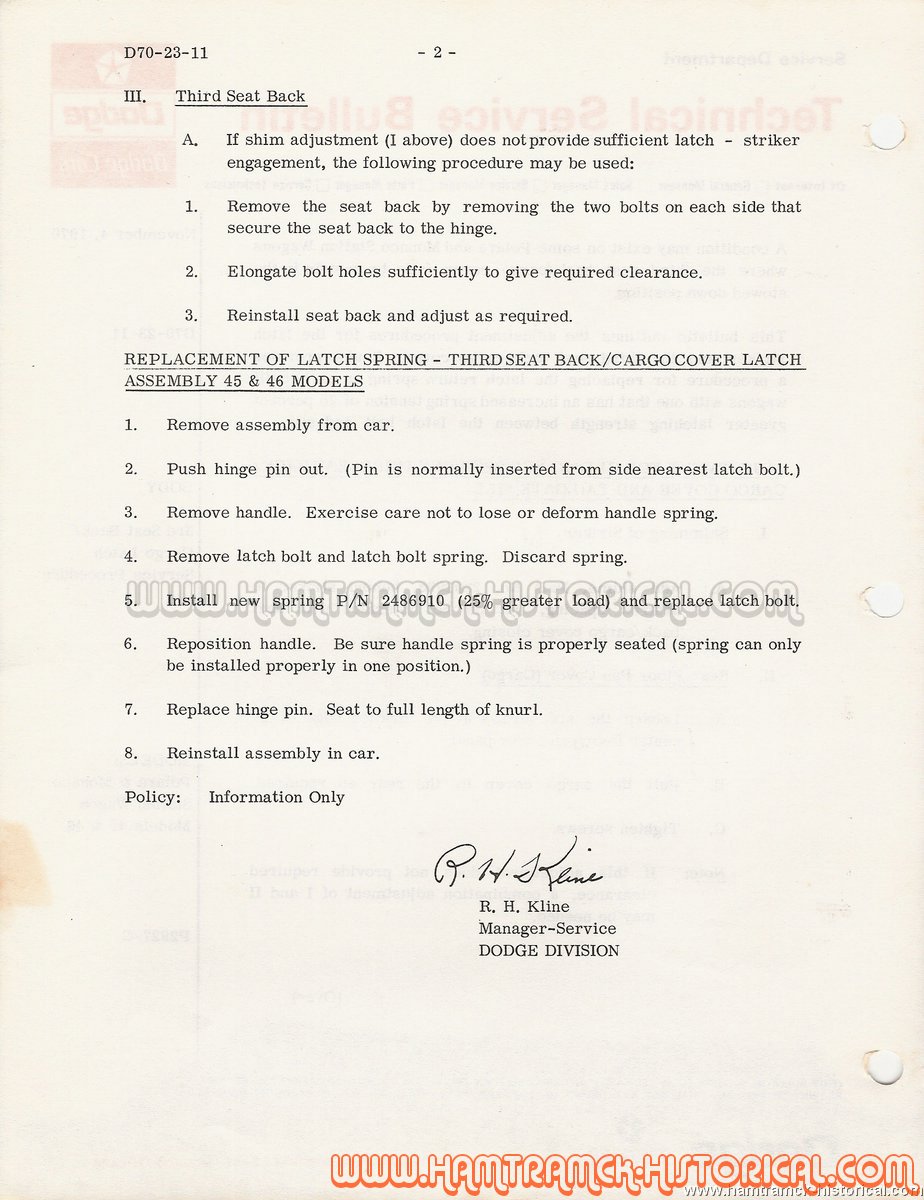 D70-23-11 - 2 -
III. Third Seat Back
A. If shim adjustment (I above) does not provide sufficient latch - striker
engagement, the following procedure may be used:
1. Remove the seat back by removing the two bolts on each side that
secure the seat back to the hinge.
2. Elongate bolt holes sufficiently to give required clearance.
3. Reinstall seat back and adjust as required.
REPLACEMENT OF LATCH SPRING - THIRD SEAT BACK/CARGO COVER LATCH
ASSEMBLY 45 & 46 MODELS
1. Remove assembly from car.
2. Push hinge pin out. (Pin is normally inserted from side nearest latch bolt.)
3. Remove handle. Exercise care not to lose or deform handle spring.
4. Remove latch bolt and latch bolt spring. Discard spring.
www.HAMTRAMCK-HISTORICAL.com
5. Install new spring P/N 2486910 (25% greater load) and replace latch bolt.
6. Reposition handle. Be sure handle spring is properly seated (spring can only
be installed properly in one position.)
7. Replace hinge pin. Seat to full length of knurl.
8. Reinstall assembly in car.
Policy: Information Only
R. H. Kline
R. H. Kline
Manager-Service
DODGE DIVISION
www.HAMTRAMCK-HISTORICAL.com
www.hamtramck-historical.com